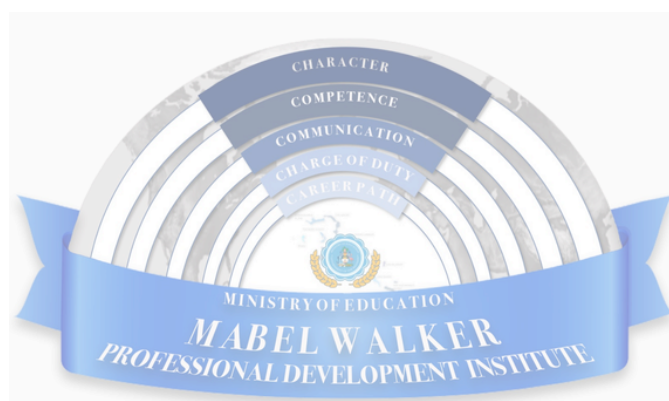 CHARACTER
COMPETENCE
COMMUNICATION
CHARGE OF DUTY
CAREER PATH
MINISTRY OF EDUCATION
MABEL WALKER
PROFESSIONAL DEVELOPMENT INSTITUTE